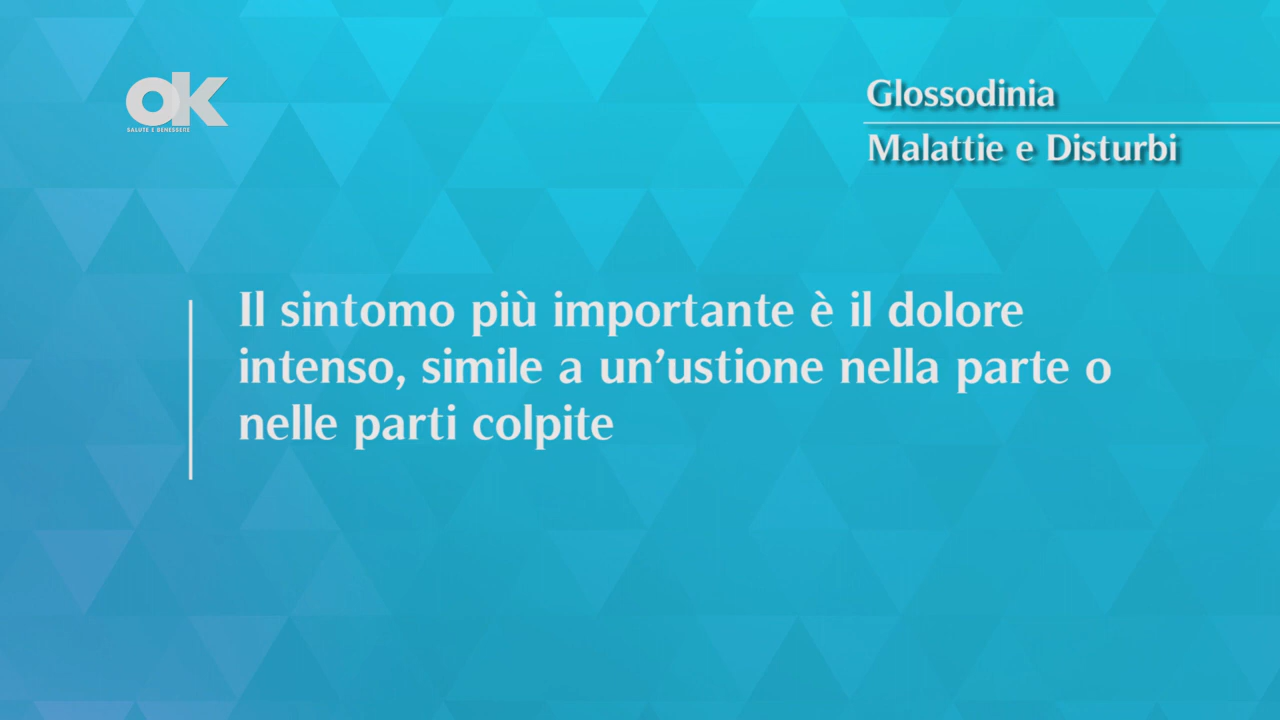 OK
SALUTE E BENESSERE
Glossodinia
Malattie e Disturbi
Il sintomo più importante è il dolore
intenso, simile a un’ustione nella parte o
nelle parti colpite